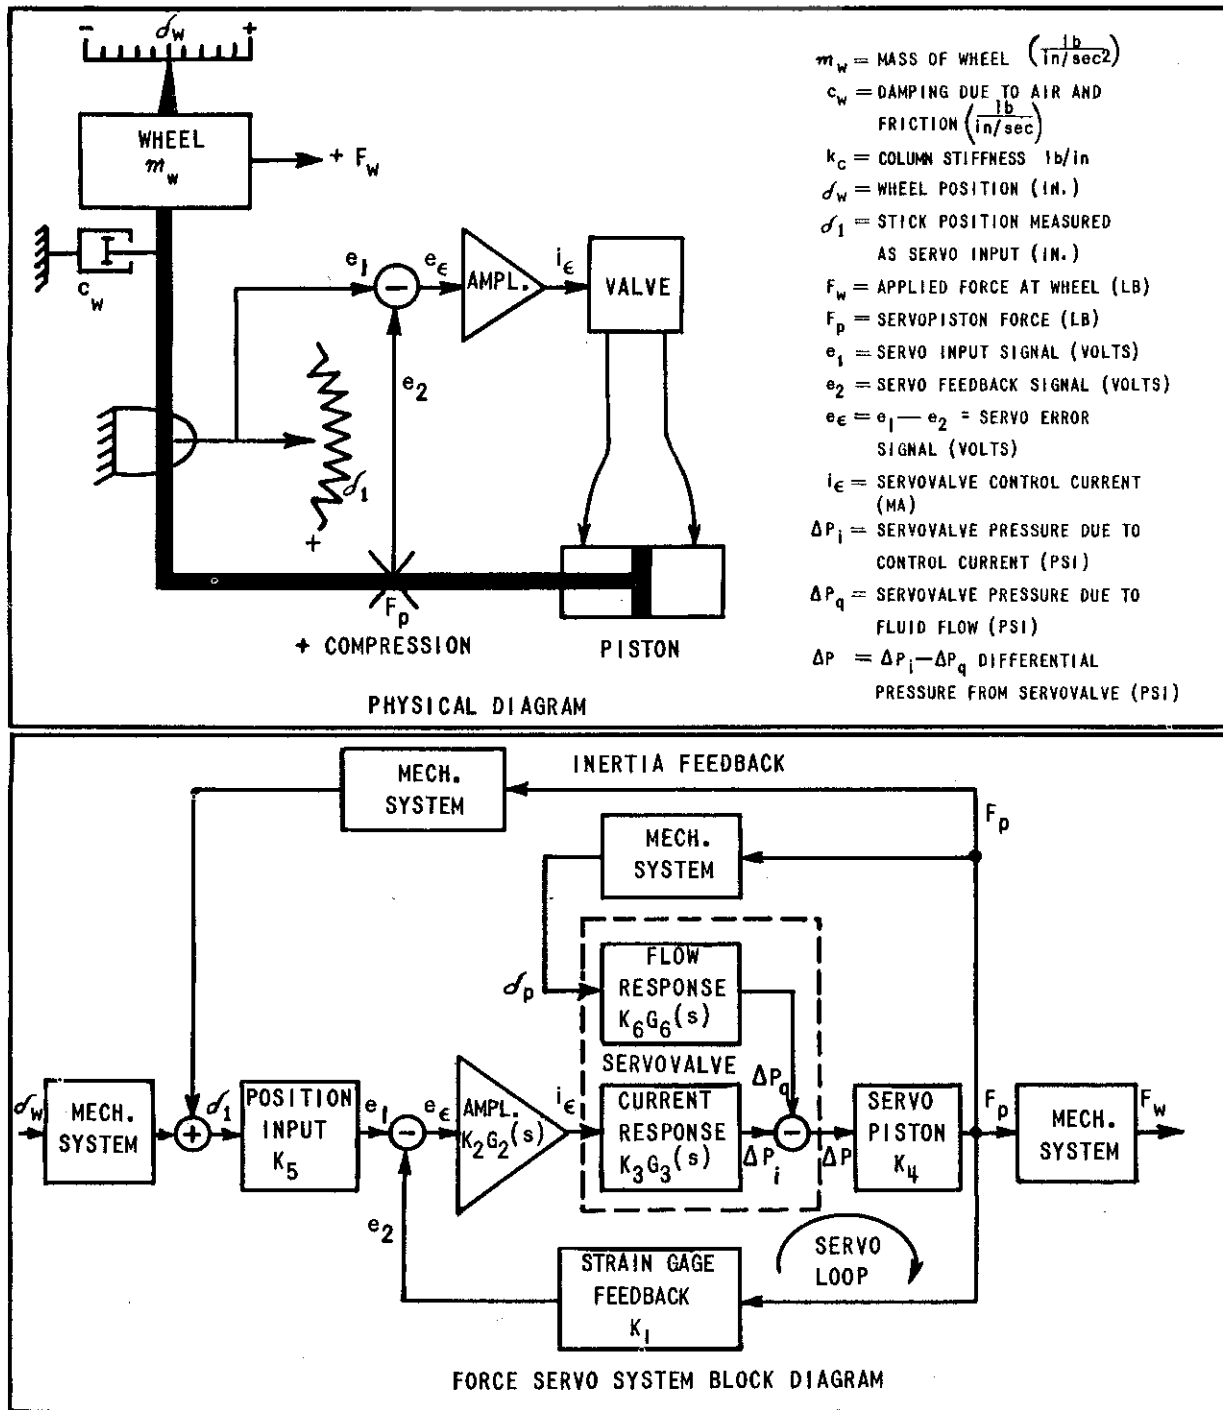 - δw +
WHEEL
mw
+ Fw
cw
e1
eϵ
AMPL.
iϵ
VALVE
e2
δ1
+
Fp
+ COMPRESSION
PISTON
PHYSICAL DIAGRAM
mw = MASS OF WHEEL (lb / in/sec2)
cw = DAMPING DUE TO AIR AND
FRICTION (lb / in/sec)
kc = COLUMN STIFFNESS lb/in
δw = WHEEL POSITION (IN.)
δ1 = STICK POSITION MEASURED
AS SERVO INPUT (IN.)
Fw = APPLIED FORCE AT WHEEL (LB)
Fp = SERVOPISTON FORCE (LB)
e1 = SERVO INPUT SIGNAL (VOLTS)
e2 = SERVO FEEDBACK SIGNAL (VOLTS)
eϵ = e1 — e2 = SERVO ERROR
SIGNAL (VOLTS)
iϵ = SERVOVALVE CONTROL CURRENT
(MA)
ΔPi = SERVOVALVE PRESSURE DUE TO
CONTROL CURRENT (PSI)
ΔPq = SERVOVALVE PRESSURE DUE TO
FLUID FLOW (PSI)
ΔP = ΔPi—ΔPq DIFFERENTIAL
PRESSURE FROM SERVOVALVE (PSI)
INERTIA FEEDBACK
MECH.
SYSTEM
Fp
MECH.
SYSTEM
δp
FLOW
RESPONSE
K6G6(s)
SERVOVALVE
ΔPq
δw
MECH.
SYSTEM
+
δ1
POSITION
INPUT
K5
e1
-
eϵ
AMPL.
K2G2(s)
iϵ
CURRENT
RESPONSE
K3G3(s)
ΔPi
-
ΔP
SERVO
PISTON
K4
Fp
MECH.
SYSTEM
Fw
e2
STRAIN GAGE
FEEDBACK
K1
SERVO
LOOP
FORCE SERVO SYSTEM BLOCK DIAGRAM